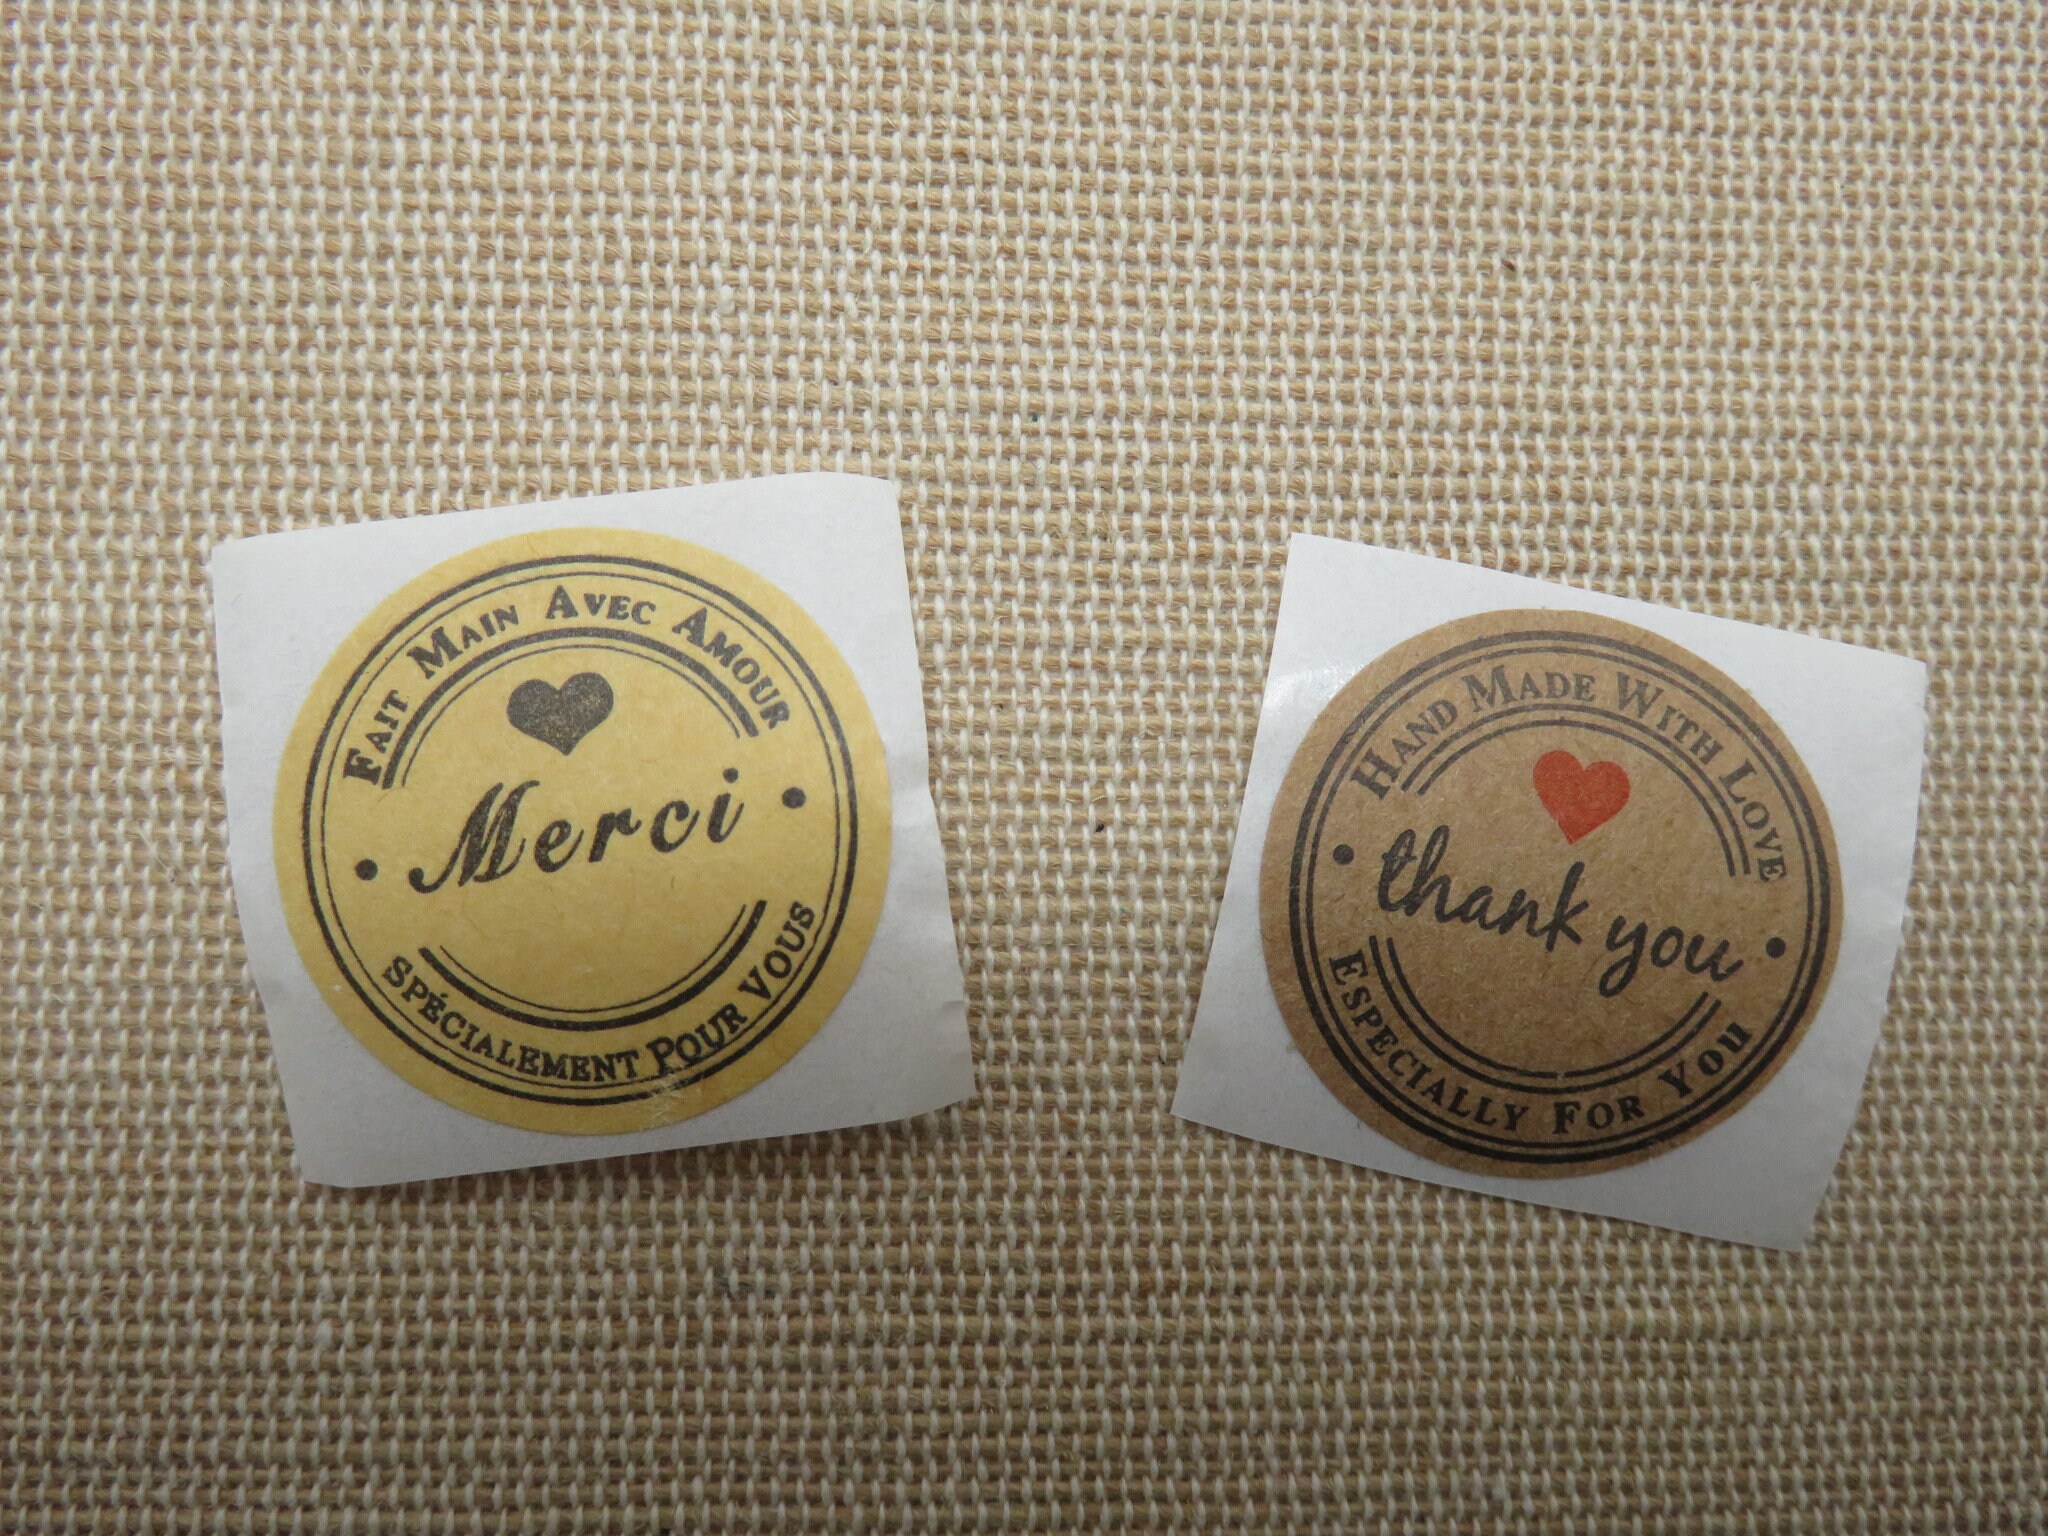 Fait Main Avec Amour
Merci
Spécialement Pour vous
Hand Made With Love
thank you
Especially For You